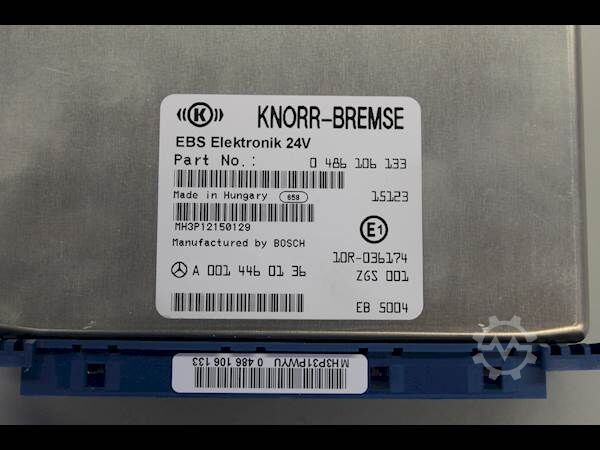 K KNORR-BREMSE
EBS Elektronik 24V
Part No.: 0 486 106 133
Made in Hungary 658 15123
MH3P12150129
Manufactured by BOSCH E1
10R-036174
A 001 446 01 36 ZGS 001
EB 5004
MH3P31PWYU 0 486 106 133